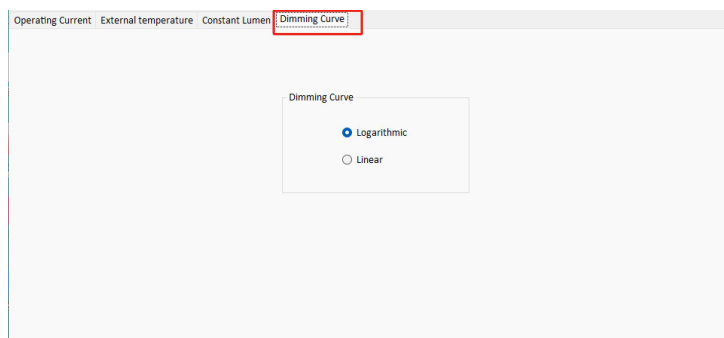 Operating Current External temperature Constant Lumen Dimming Curve
Dimming Curve
Logarithmic
Linear